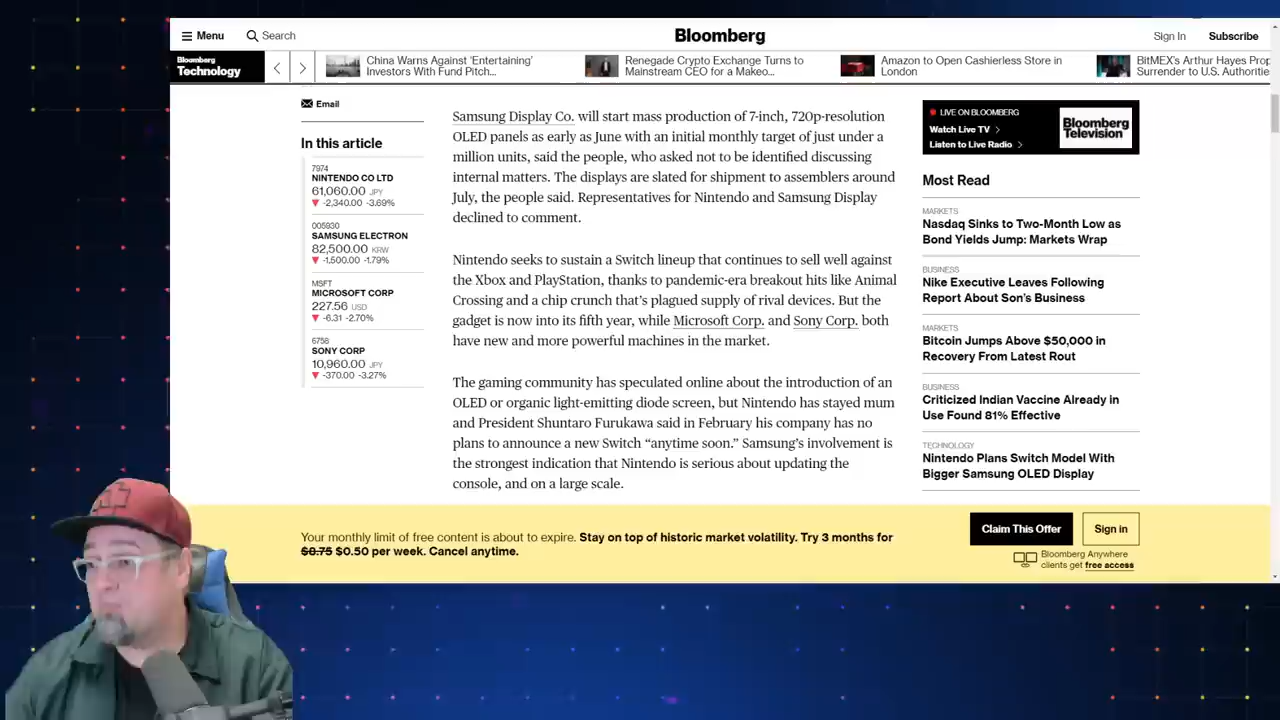 Menu
Search
Bloomberg
Sign In
Subscribe
Bloomberg
Technology
China Warns Against 'Entertaining'
Investors With Fund Pitch...
Renegade Crypto Exchange Turns to
Mainstream CEO for a Makeo...
Amazon to Open Cashierless Store in
London
BitMEX's Arthur Hayes Prop
Surrender to U.S. Authoritie
Email
In this article
7974
NINTENDO CO LTD
61,060.00 JPY
-2,340.00 -3.69%
005930
SAMSUNG ELECTRON
82,500.00 KRW
-1,500.00 -1.79%
MSFT
MICROSOFT CORP
227.56 USD
-6.31 -2.70%
6758
SONY CORP
10,960.00 JPY
-370.00 -3.27%
Samsung Display Co. will start mass production of 7-inch, 720p-resolution
OLED panels as early as June with an initial monthly target of just under a
million units, said the people, who asked not to be identified discussing
internal matters. The displays are slated for shipment to assemblers around
July, the people said. Representatives for Nintendo and Samsung Display
declined to comment.
Nintendo seeks to sustain a Switch lineup that continues to sell well against
the Xbox and PlayStation, thanks to pandemic-era breakout hits like Animal
Crossing and a chip crunch that's plagued supply of rival devices. But the
gadget is now into its fifth year, while Microsoft Corp. and Sony Corp. both
have new and more powerful machines in the market.
The gaming community has speculated online about the introduction of an
OLED or organic light-emitting diode screen, but Nintendo has stayed mum
and President Shuntaro Furukawa said in February his company has no
plans to announce a new Switch “anytime soon.” Samsung's involvement is
the strongest indication that Nintendo is serious about updating the
console, and on a large scale.
LIVE ON BLOOMBERG
Watch Live TV
Listen to Live Radio
Bloomberg
Television
Most Read
MARKETS
Nasdaq Sinks to Two-Month Low as
Bond Yields Jump: Markets Wrap
BUSINESS
Nike Executive Leaves Following
Report About Son's Business
MARKETS
Bitcoin Jumps Above $50,000 in
Recovery From Latest Rout
BUSINESS
Criticized Indian Vaccine Already in
Use Found 81% Effective
TECHNOLOGY
Nintendo Plans Switch Model With
Bigger Samsung OLED Display
Your monthly limit of free content is about to expire. Stay on top of historic market volatility. Try 3 months for
$8.75 $0.50 per week. Cancel anytime.
Claim This Offer
Sign in
Bloomberg Anywhere
clients get free access